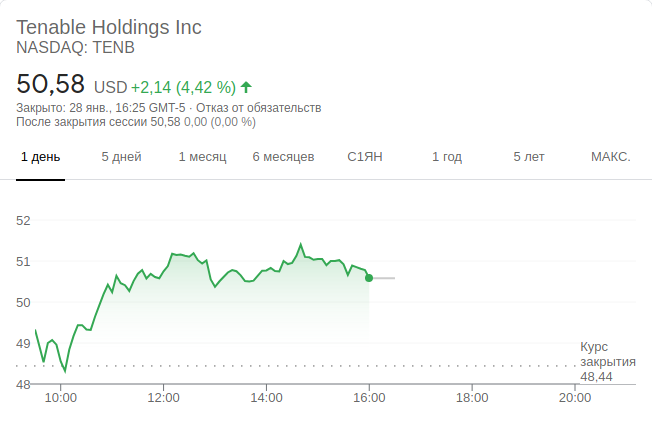 Tenable Holdings Inc
NASDAQ: TENB
50,58 USD +2,14 (4,42 %)
Закрыто: 28 янв., 16:25 GMT-5 · Отказ от обязательств
После закрытия сессии 50,58 0,00 (0,00 %)
1 день 5 дней 1 месяц 6 месяцев С1ЯН 1 год 5 лет МАКС.
52
51
50
49
Курс
закрытия
48,44
48
10:00 12:00 14:00 16:00 18:00 20:00